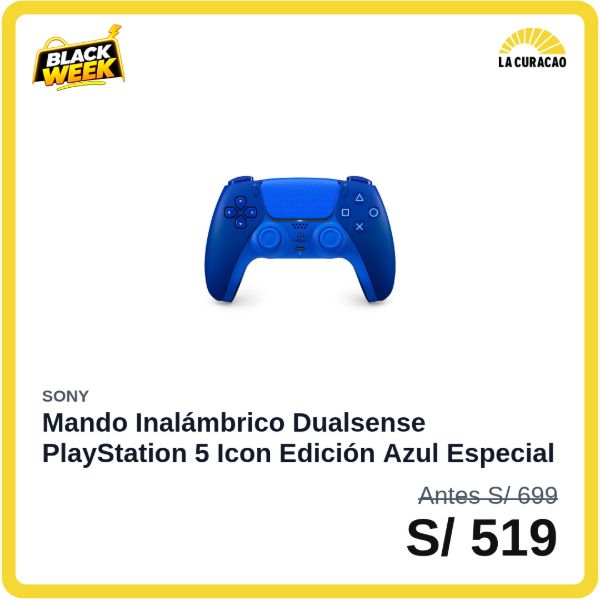 BLACK
WEEK
LA CURACAO
SONY
Mando Inalámbrico Dualsense
PlayStation 5 Icon Edición Azul Especial
Antes S/ 699
S/ 519